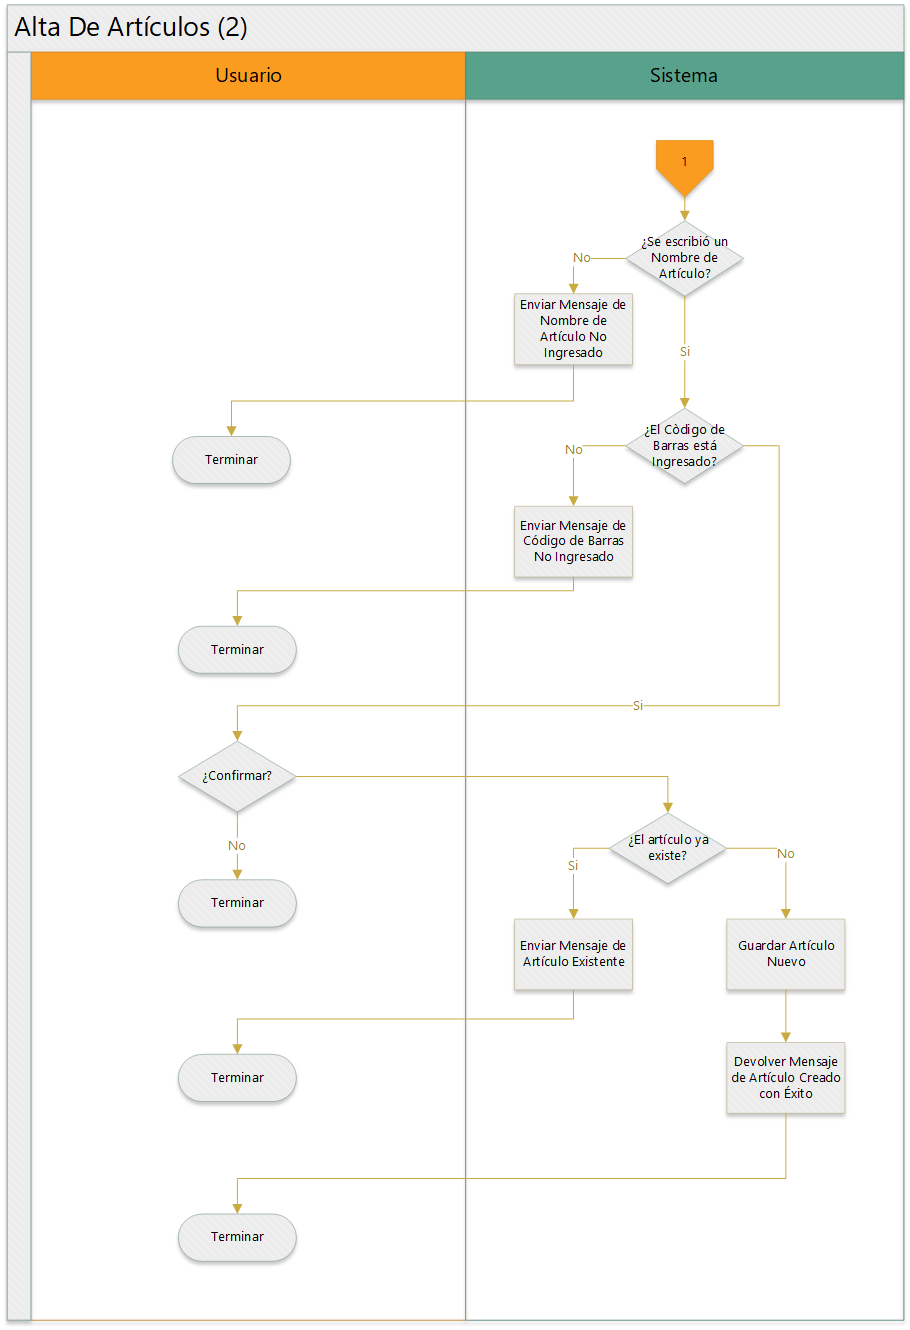 Alta De Artículos (2)
Usuario
Sistema
1
¿Se escribió un
Nombre de
Artículo?
No
Enviar Mensaje de
Nombre de
Artículo No
Ingresado
Si
Terminar
¿El Còdigo de
Barras está
Ingresado?
No
Enviar Mensaje de
Código de Barras
No Ingresado
Terminar
Si
¿Confirmar?
No
Terminar
¿El artículo ya
existe?
Si
No
Enviar Mensaje de
Artículo Existente
Guardar Artículo
Nuevo
Terminar
Devolver Mensaje
de Artículo Creado
con Éxito
Terminar